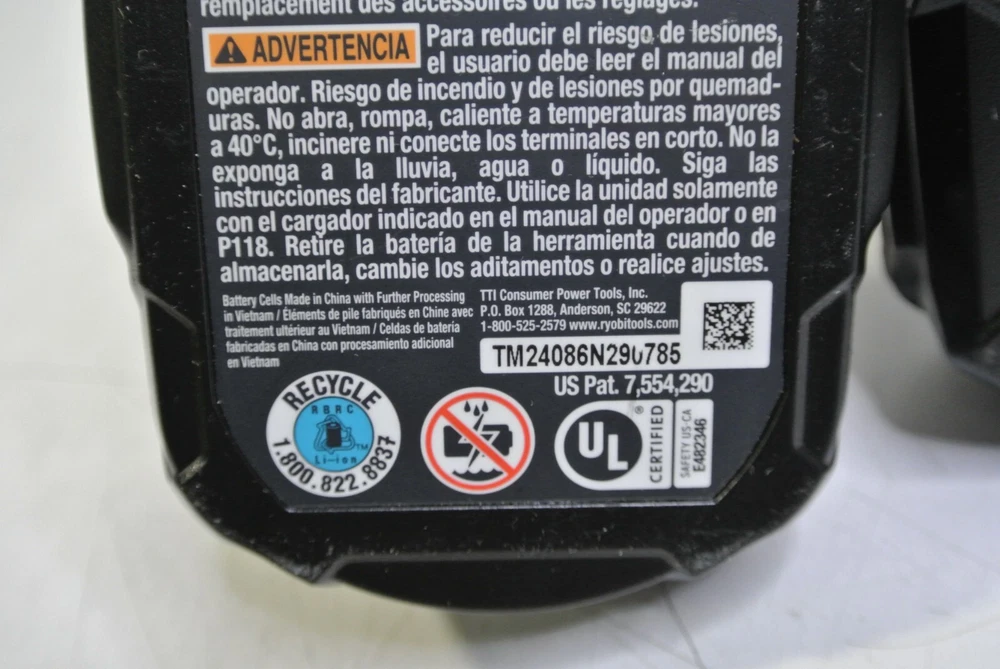 remplacement des accessoires ou les réglages.
ADVERTENCIA Para reducir el riesgo de lesiones,
el usuario debe leer el manual del
operador. Riesgo de incendio y de lesiones por quemad-
uras. No abra, rompa, caliente a temperaturas mayores
a 40°C, incinere ni conecte los terminales en corto. No la
exponga a la lluvia, agua o líquido. Siga las
instrucciones del fabricante. Utilice la unidad solamente
con el cargador indicado en el manual del operador o en
P118. Retire la batería de la herramienta cuando de
almacenarla, cambie los aditamentos o realice ajustes.
Battery Cells Made in China with Further Processing
in Vietnam / Éléments de pile fabriqués en Chine avec
traitement ultérieur au Vietnam / Celdas de batería
fabricadas en China con procesamiento adicional
en Vietnam
TTI Consumer Power Tools, Inc.
P.O. Box 1288, Anderson, SC 29622
1-800-525-2579 www.ryobitools.com
TM24086N290785
US Pat. 7,554,290
RECYCLE
RBRC
TM
Li-ion
1.800.822.8837
UL ®
CERTIFIED
SAFETY US-CA
E482346